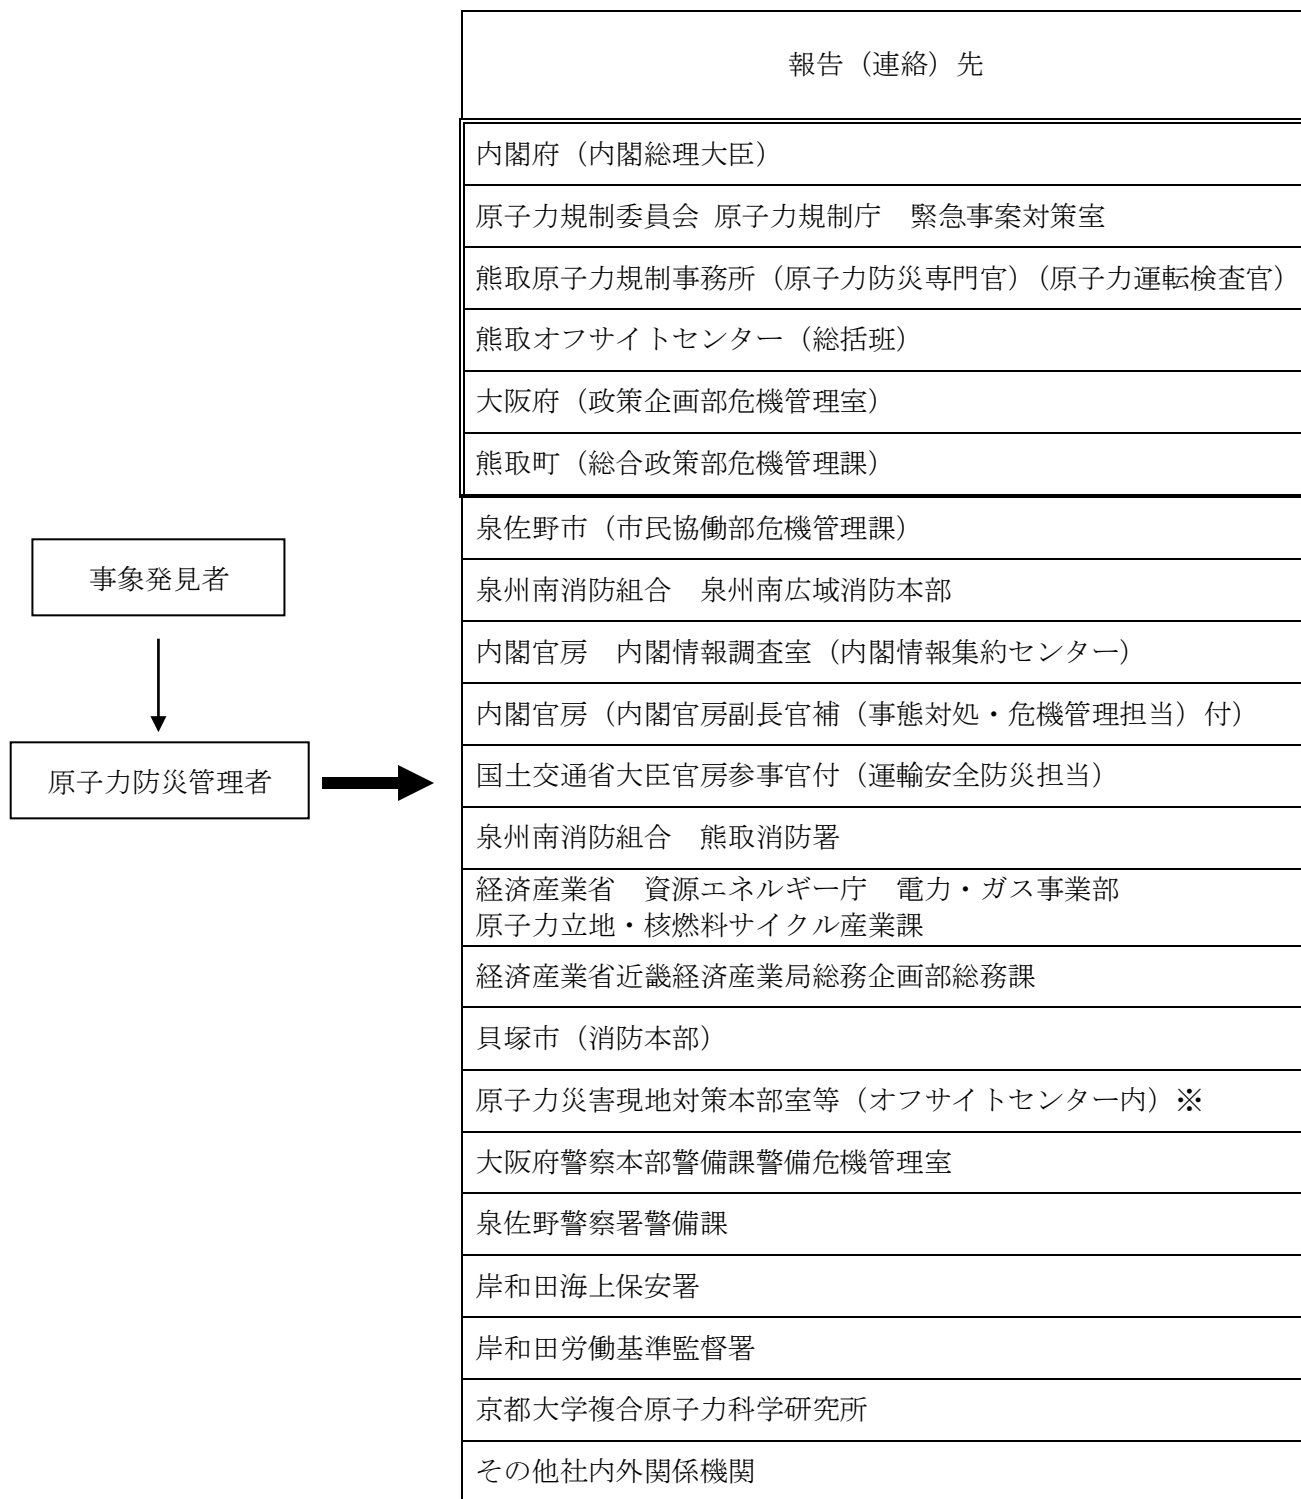 報告（連絡）先
内閣府（内閣総理大臣）
原子力規制委員会 原子力規制庁　緊急事案対策室
熊取原子力規制事務所（原子力防災専門官）（原子力運転検査官）
熊取オフサイトセンター（総括班）
大阪府（政策企画部危機管理室）
熊取町（総合政策部危機管理課）
泉佐野市（市民協働部危機管理課）
泉州南消防組合　泉州南広域消防本部
内閣官房　内閣情報調査室（内閣情報集約センター）
内閣官房（内閣官房副長官補（事態対処・危機管理担当）付）
国土交通省大臣官房参事官付（運輸安全防災担当）
泉州南消防組合　熊取消防署
経済産業省　資源エネルギー庁　電力・ガス事業部
原子力立地・核燃料サイクル産業課
経済産業省近畿経済産業局総務企画部総務課
貝塚市（消防本部）
原子力災害現地対策本部室等（オフサイトセンター内）※
大阪府警察本部警備課警備危機管理室
泉佐野警察署警備課
岸和田海上保安署
岸和田労働基準監督署
京都大学複合原子力科学研究所
その他社内外関係機関
事象発見者
原子力防災管理者